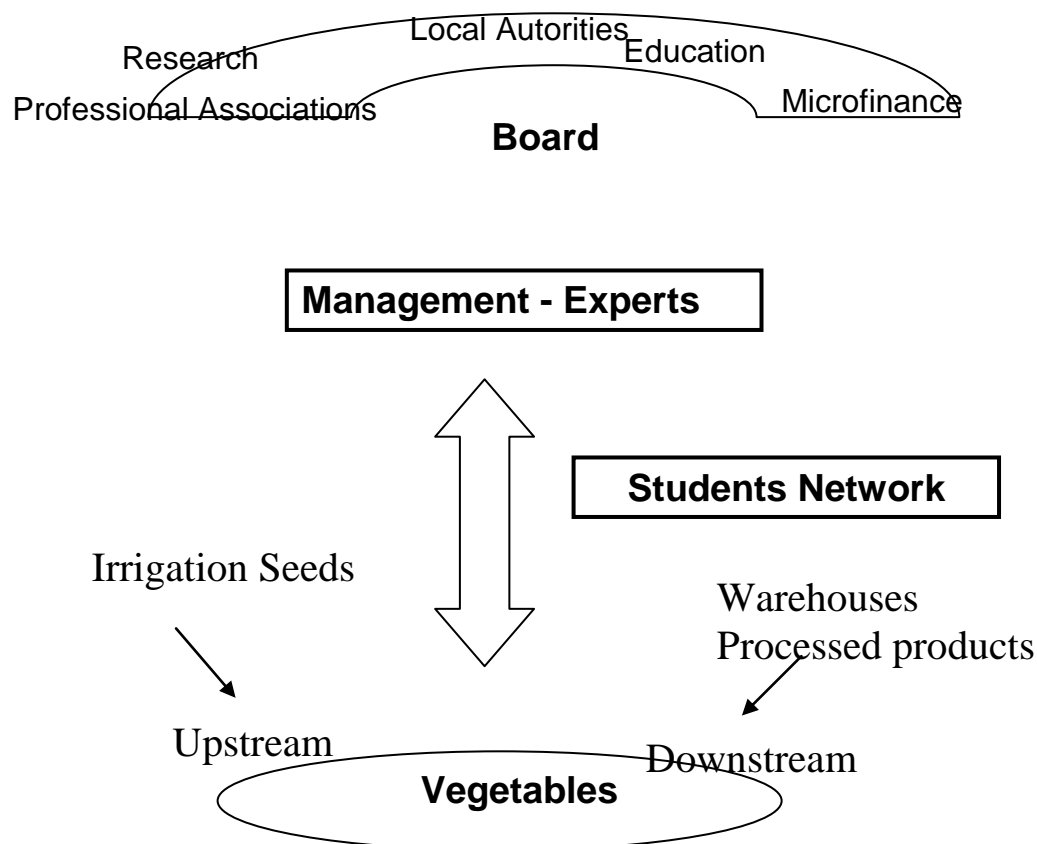 Local Autorities
Research
Education
Professional Associations
Microfinance
Board
Management - Experts
Students Network
Irrigation Seeds
Warehouses
Processed products
Upstream
Downstream
Vegetables